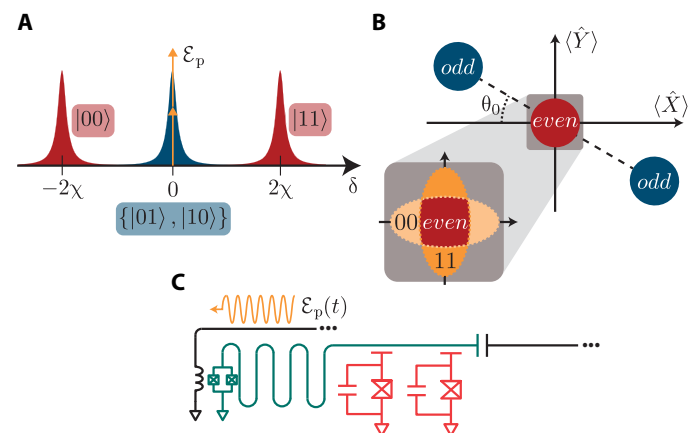 A
ℰp
|00⟩
|11⟩
−2χ
0
2χ
δ
{|01⟩, |10⟩}
B
⟨Ŷ⟩
odd
θ0
⟨X̂⟩
even
odd
00
even
11
C
ℰp(t)
•••
•••